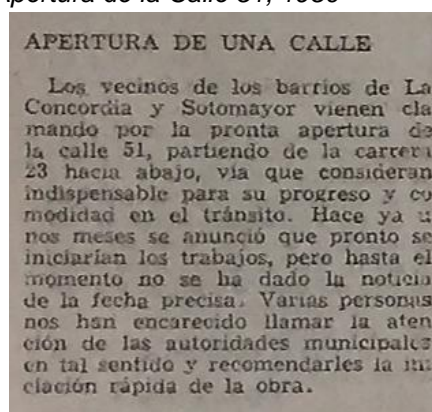 Apertura de la Calle 51,
APERTURA DE UNA CALLE
Los vecinos de los barrios de La
Concordia y Sotomayor vienen cla
mando por la pronta apertura de
la calle 51, partiendo de la carrera
23 hacia abajo, vía que consideran
indispensable para su progreso y co
modidad en el tránsito. Hace ya u
nos meses se anunció que pronto se
iniciarían los trabajos, pero hasta el
momento no se ha dado la noticia
de la fecha precisa. Varias personas
nos han encarecido llamar la aten
ción de las autoridades municipales
en tal sentido y recomendarles la ini
ciación rápida de la obra.